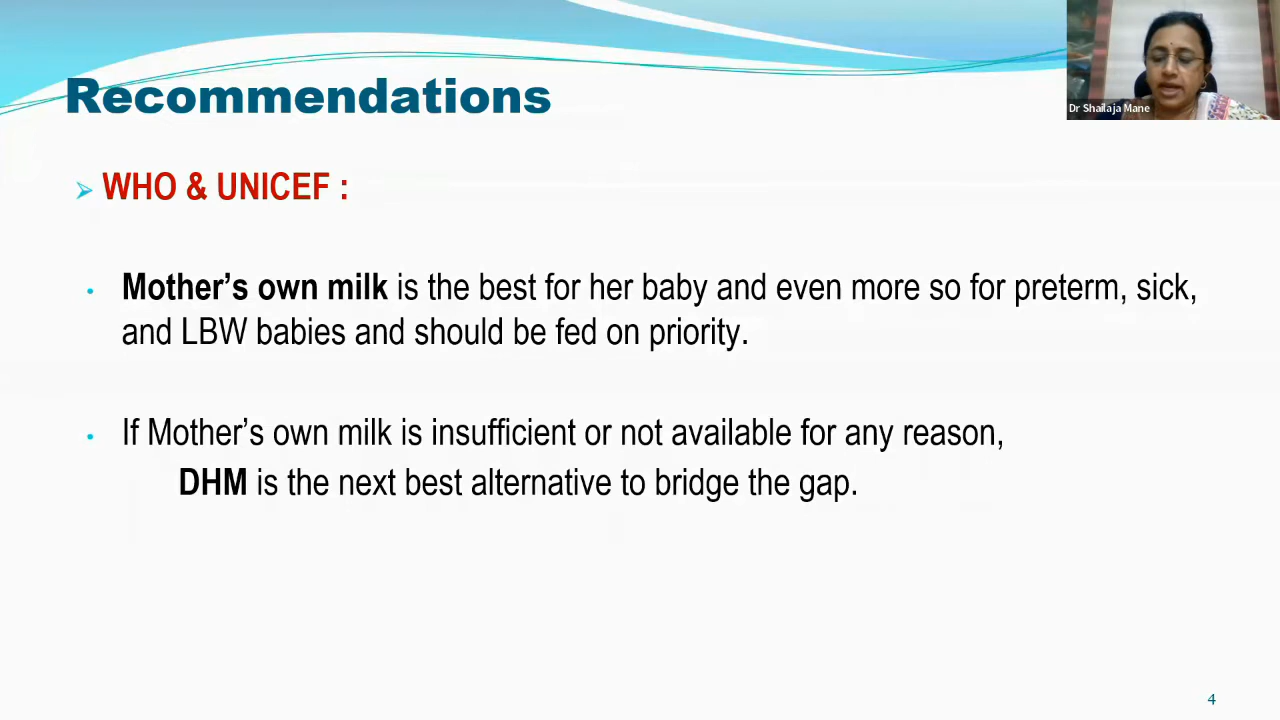 Recommendations
Dr Shailaja Mane
➢ WHO & UNICEF :
• Mother’s own milk is the best for her baby and even more so for preterm, sick,
and LBW babies and should be fed on priority.
• If Mother’s own milk is insufficient or not available for any reason,
DHM is the next best alternative to bridge the gap.
4